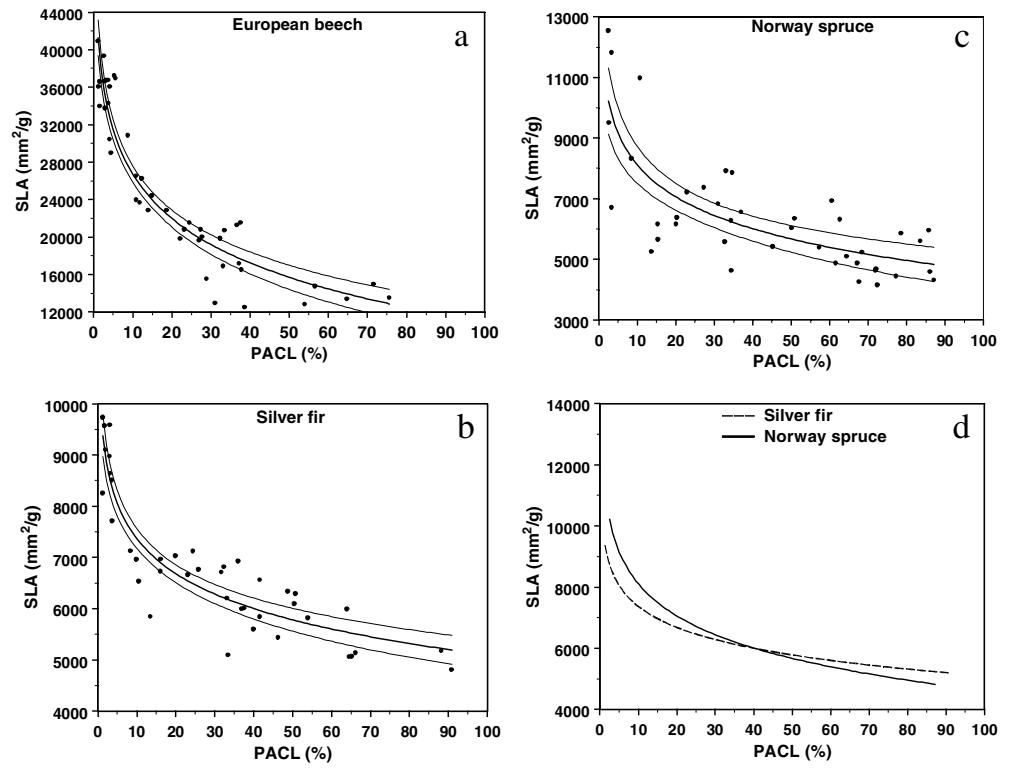 European beech
a
44000
40000
36000
32000
28000
24000
20000
16000
12000
SLA (mm²/g)
0 10 20 30 40 50 60 70 80 90 100
PACL (%)
Norway spruce
c
13000
11000
9000
7000
5000
3000
SLA (mm²/g)
0 10 20 30 40 50 60 70 80 90 100
PACL (%)
Silver fir
b
10000
9000
8000
7000
6000
5000
4000
SLA (mm²/g)
0 10 20 30 40 50 60 70 80 90 100
PACL (%)
Silver fir
Norway spruce
d
14000
12000
10000
8000
6000
4000
SLA (mm²/g)
0 10 20 30 40 50 60 70 80 90 100
PACL (%)